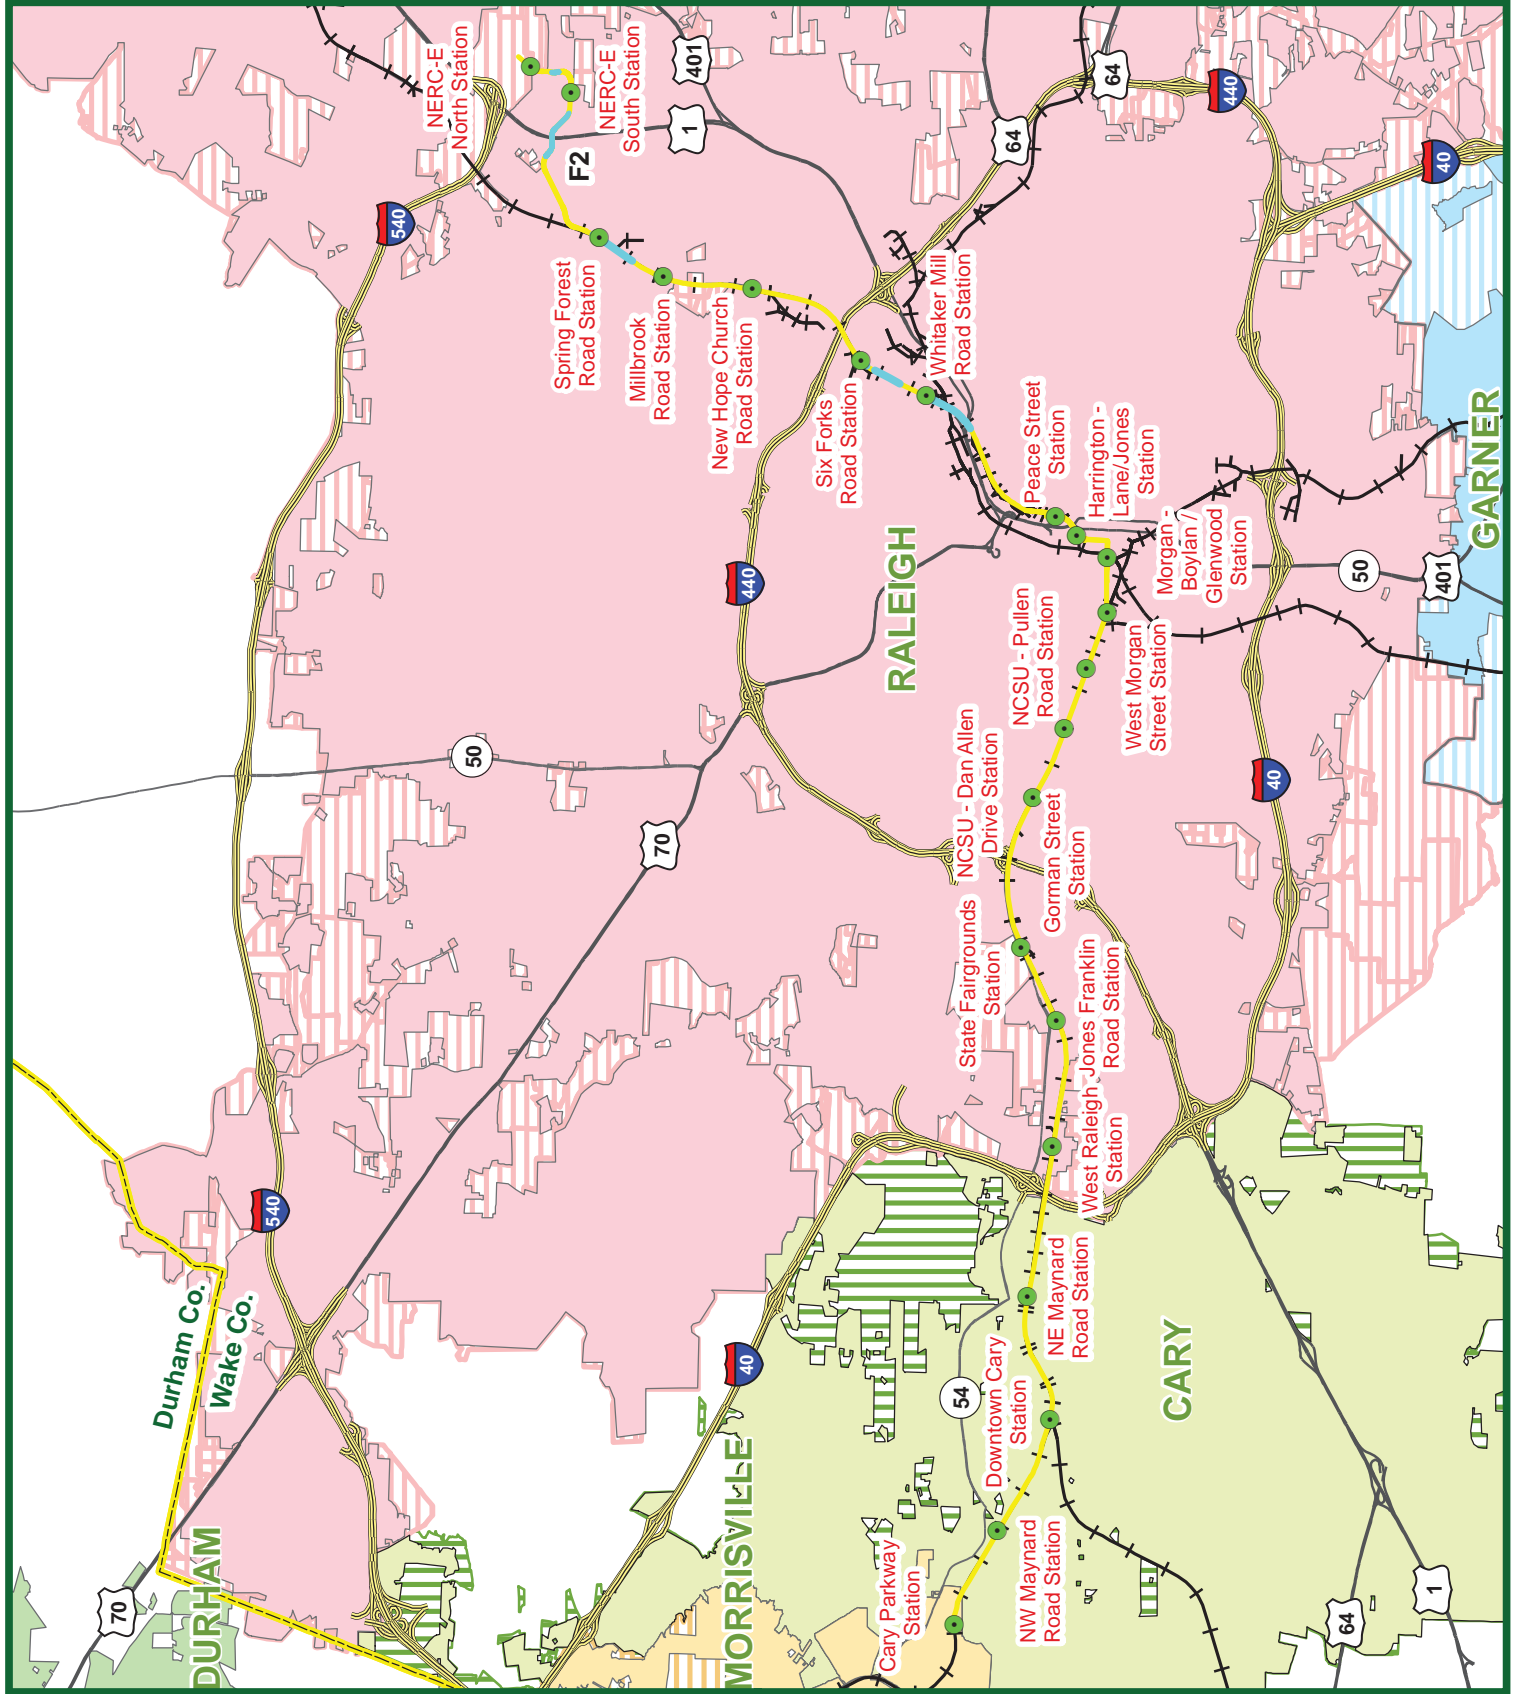 DURHAM
70
Durham Co.
Wake Co.
540
50
540
NERC-E
North Station
NERC-E
South Station
401
1
F2
Spring Forest
Road Station
Millbrook
Road Station
New Hope Church
Road Station
Six Forks
Road Station
Whitaker Mill
Road Station
64
64
440
40
70
440
RALEIGH
Peace Street
Station
Harrington -
Lane/Jones
Station
Morgan -
Boylan /
Glenwood
Station
West Morgan
Street Station
NCSU - Pullen
Road Station
NCSU - Dan Allen
Drive Station
Gorman Street
Station
State Fairgrounds
Station
Jones Franklin
Road Station
West Raleigh
Station
NE Maynard
Road Station
Downtown Cary
Station
NW Maynard
Road Station
Cary Parkway
Station
MORRISVILLE
40
54
CARY
40
50
401
GARNER
64
1